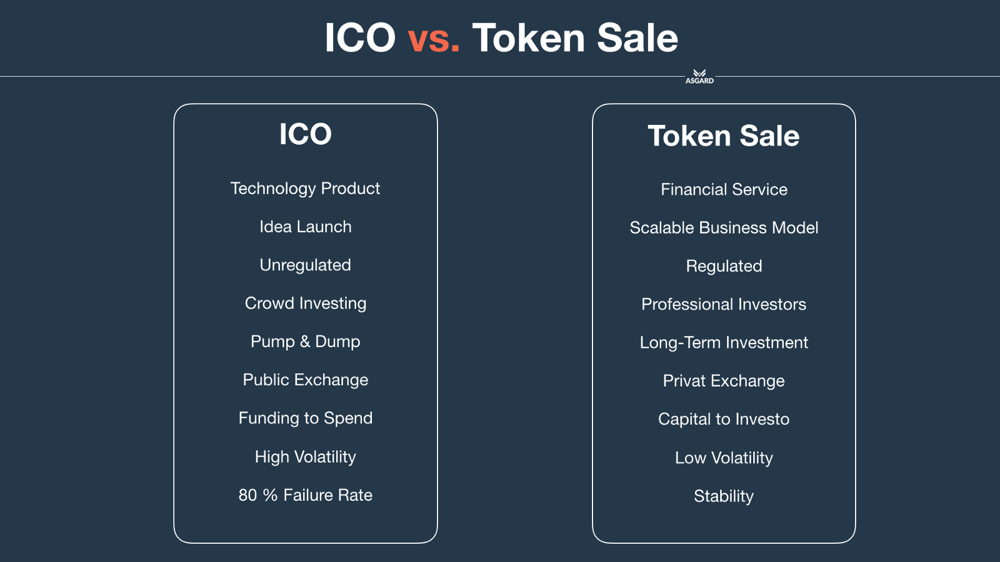 ICO vs. Token Sale
ASGARD
ICO
Technology Product
Idea Launch
Unregulated
Crowd Investing
Pump & Dump
Public Exchange
Funding to Spend
High Volatility
80 % Failure Rate
Token Sale
Financial Service
Scalable Business Model
Regulated
Professional Investors
Long-Term Investment
Privat Exchange
Capital to Investo
Low Volatility
Stability